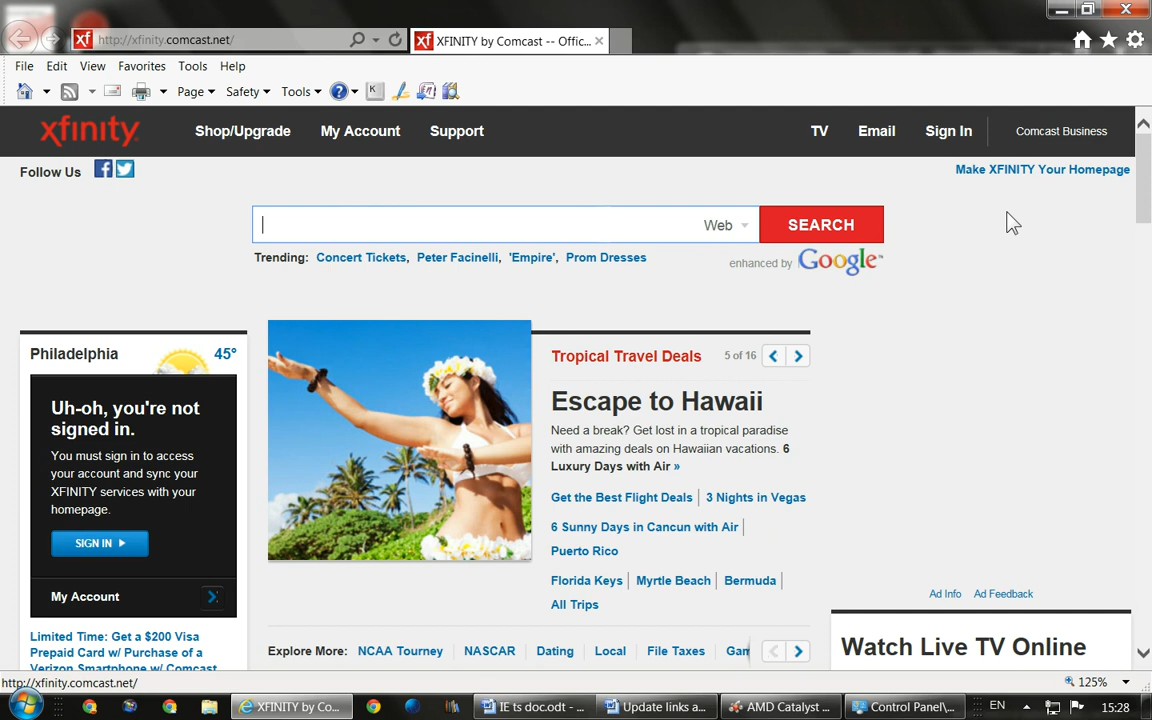 http://xfinity.comcast.net/
XFINITY by Comcast -- Offic...
File Edit View Favorites Tools Help
Page Safety Tools
xfinity
Shop/Upgrade My Account Support TV Email Sign In Comcast Business
Follow Us
Make XFINITY Your Homepage
Web
SEARCH
Trending: Concert Tickets, Peter Facinelli, 'Empire', Prom Dresses
enhanced by Google™
Philadelphia 45°
Uh-oh, you're not
signed in.
You must sign in to access
your account and sync your
XFINITY services with your
homepage.
SIGN IN
My Account
Limited Time: Get a $200 Visa
Prepaid Card w/ Purchase of a
Verizon Smartphone w/ Comcast
Tropical Travel Deals 5 of 16
Escape to Hawaii
Need a break? Get lost in a tropical paradise
with amazing deals on Hawaiian vacations. 6
Luxury Days with Air »
Get the Best Flight Deals 3 Nights in Vegas
6 Sunny Days in Cancun with Air
Puerto Rico
Florida Keys Myrtle Beach Bermuda
All Trips
Explore More: NCAA Tourney NASCAR Dating Local File Taxes Gam
Ad Info Ad Feedback
Watch Live TV Online
http://xfinity.comcast.net/
125%
XFINITY by Co...
IE ts doc.odt - ...
Update links a...
AMD Catalyst ...
Control Panel\...
EN
15:28